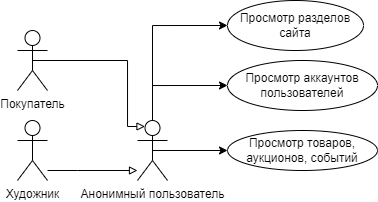 Просмотр разделов
сайта
Просмотр аккаунтов
пользователей
Покупатель
Просмотр товаров,
аукционов, событий
Художник
Анонимный пользователь